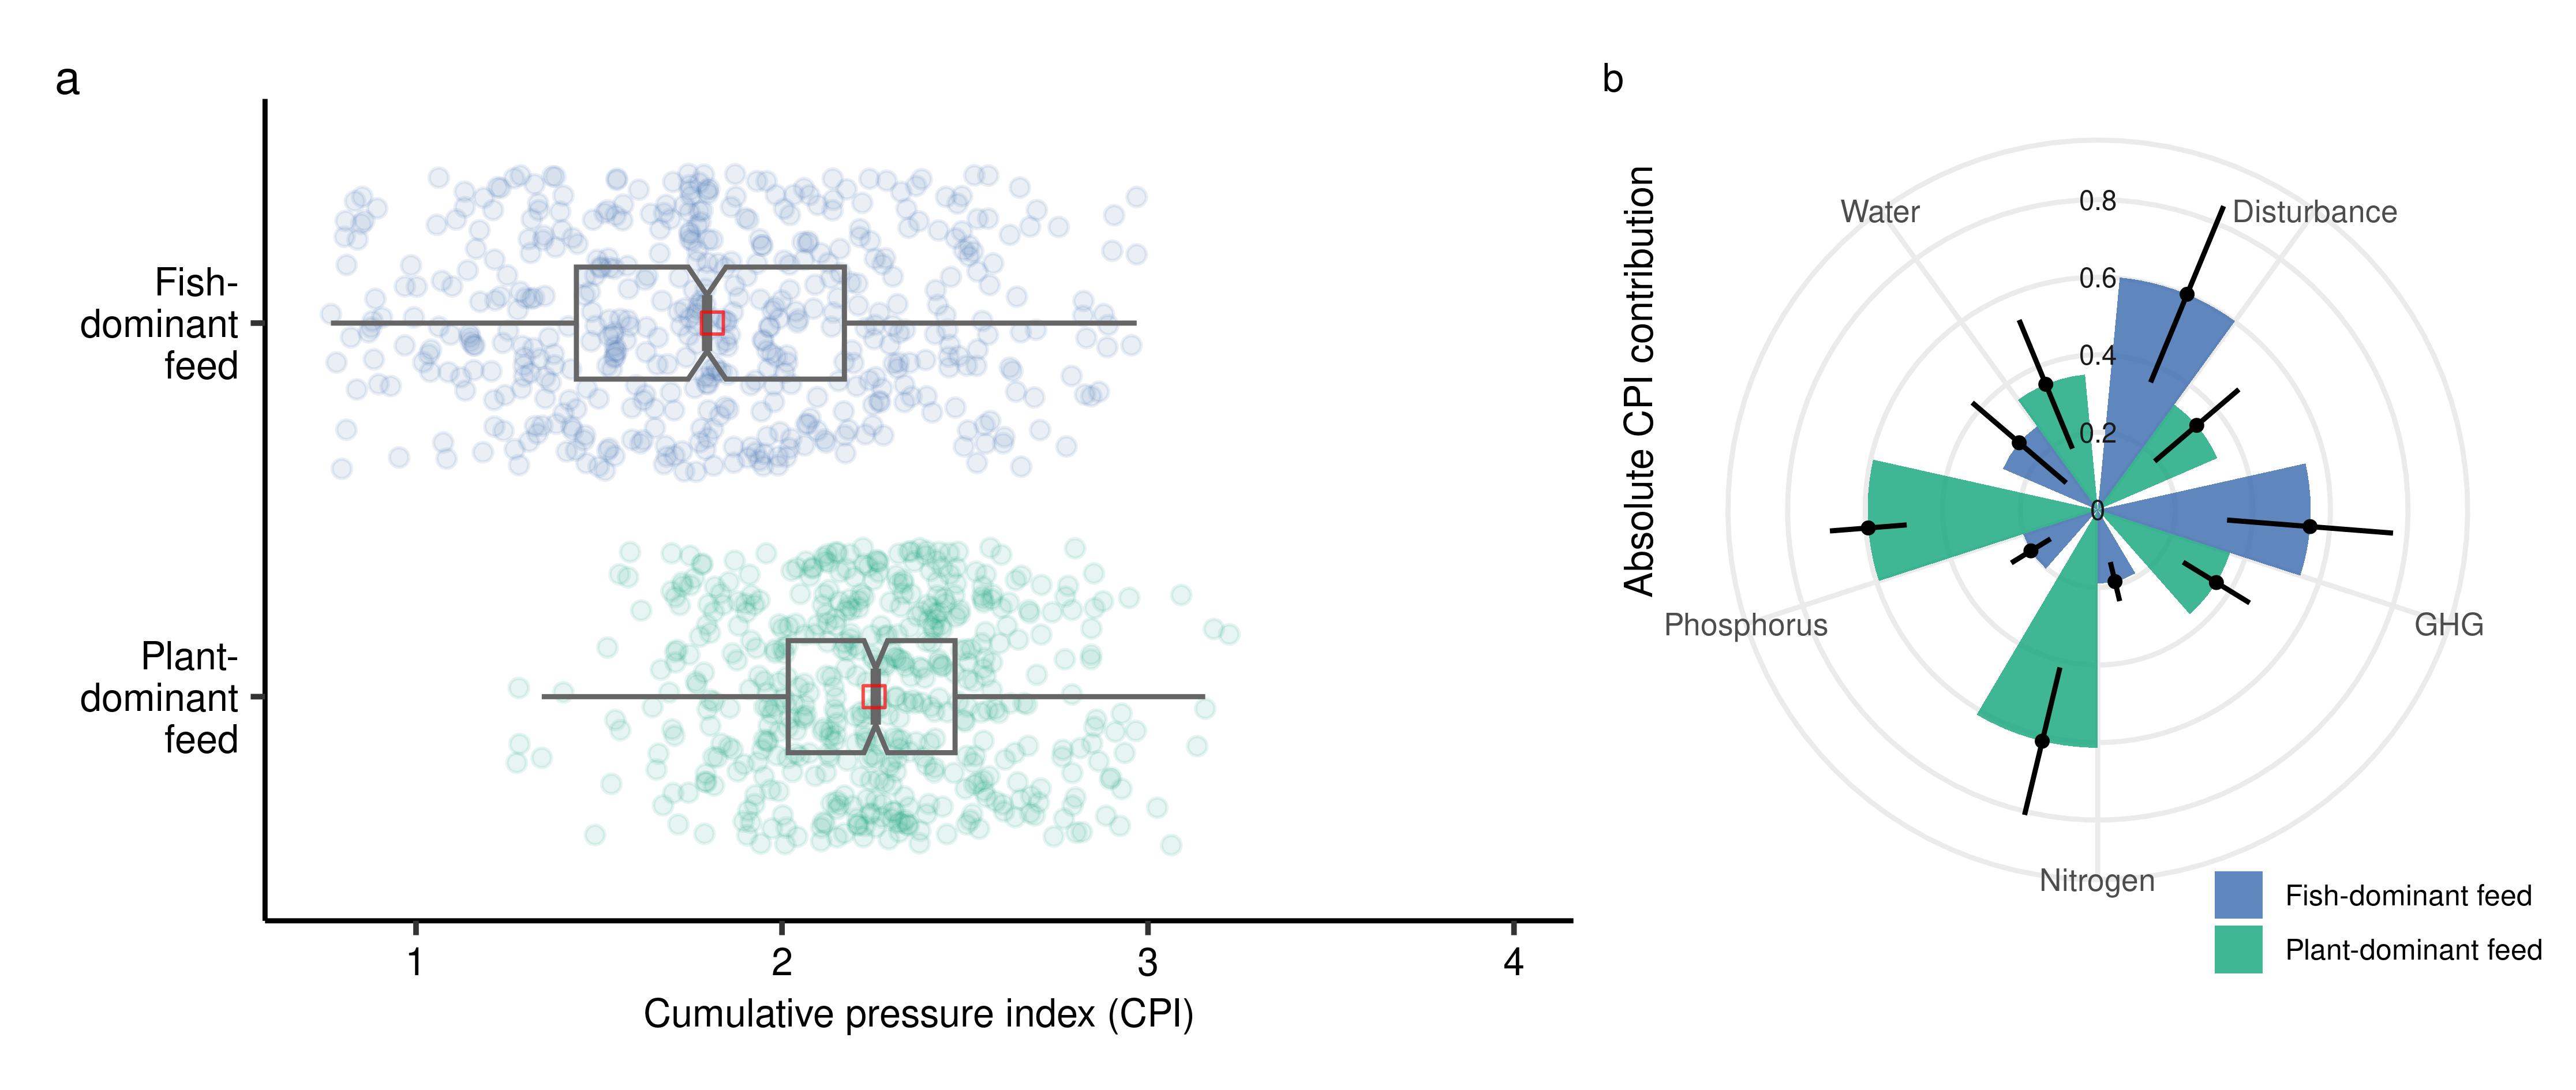 a
Fish-
dominant
feed
Plant-
dominant
feed
1 2 3 4
Cumulative pressure index (CPI)
b
Absolute CPI contribution
Water
Disturbance
Phosphorus
GHG
Nitrogen
0.8
0.6
0.4
0.2
0
Fish-dominant feed
Plant-dominant feed